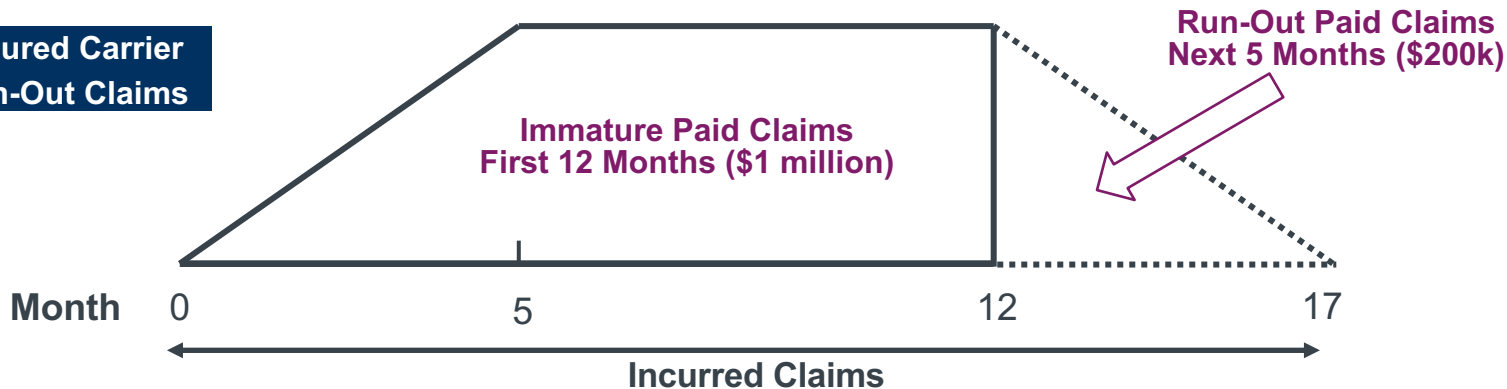 ured Carrier
n-Out Claims
Run-Out Paid Claims
Next 5 Months ($200k)
Immature Paid Claims
First 12 Months ($1 million)
Month 0 5 12 17
Incurred Claims